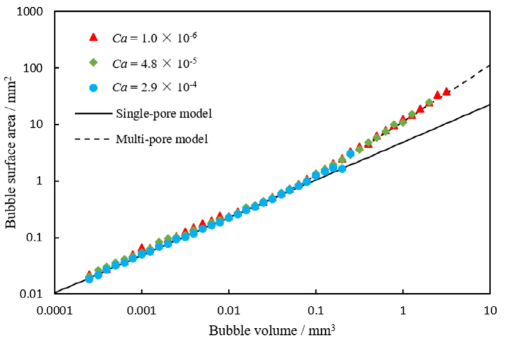 1000
100
10
1
0.1
0.01
0.0001
0.001
0.01
0.1
1
10
Bubble surface area / mm²
Bubble volume / mm³
Ca = 1.0 × 10⁻⁶
Ca = 4.8 × 10⁻⁵
Ca = 2.9 × 10⁻⁴
Single-pore model
Multi-pore model